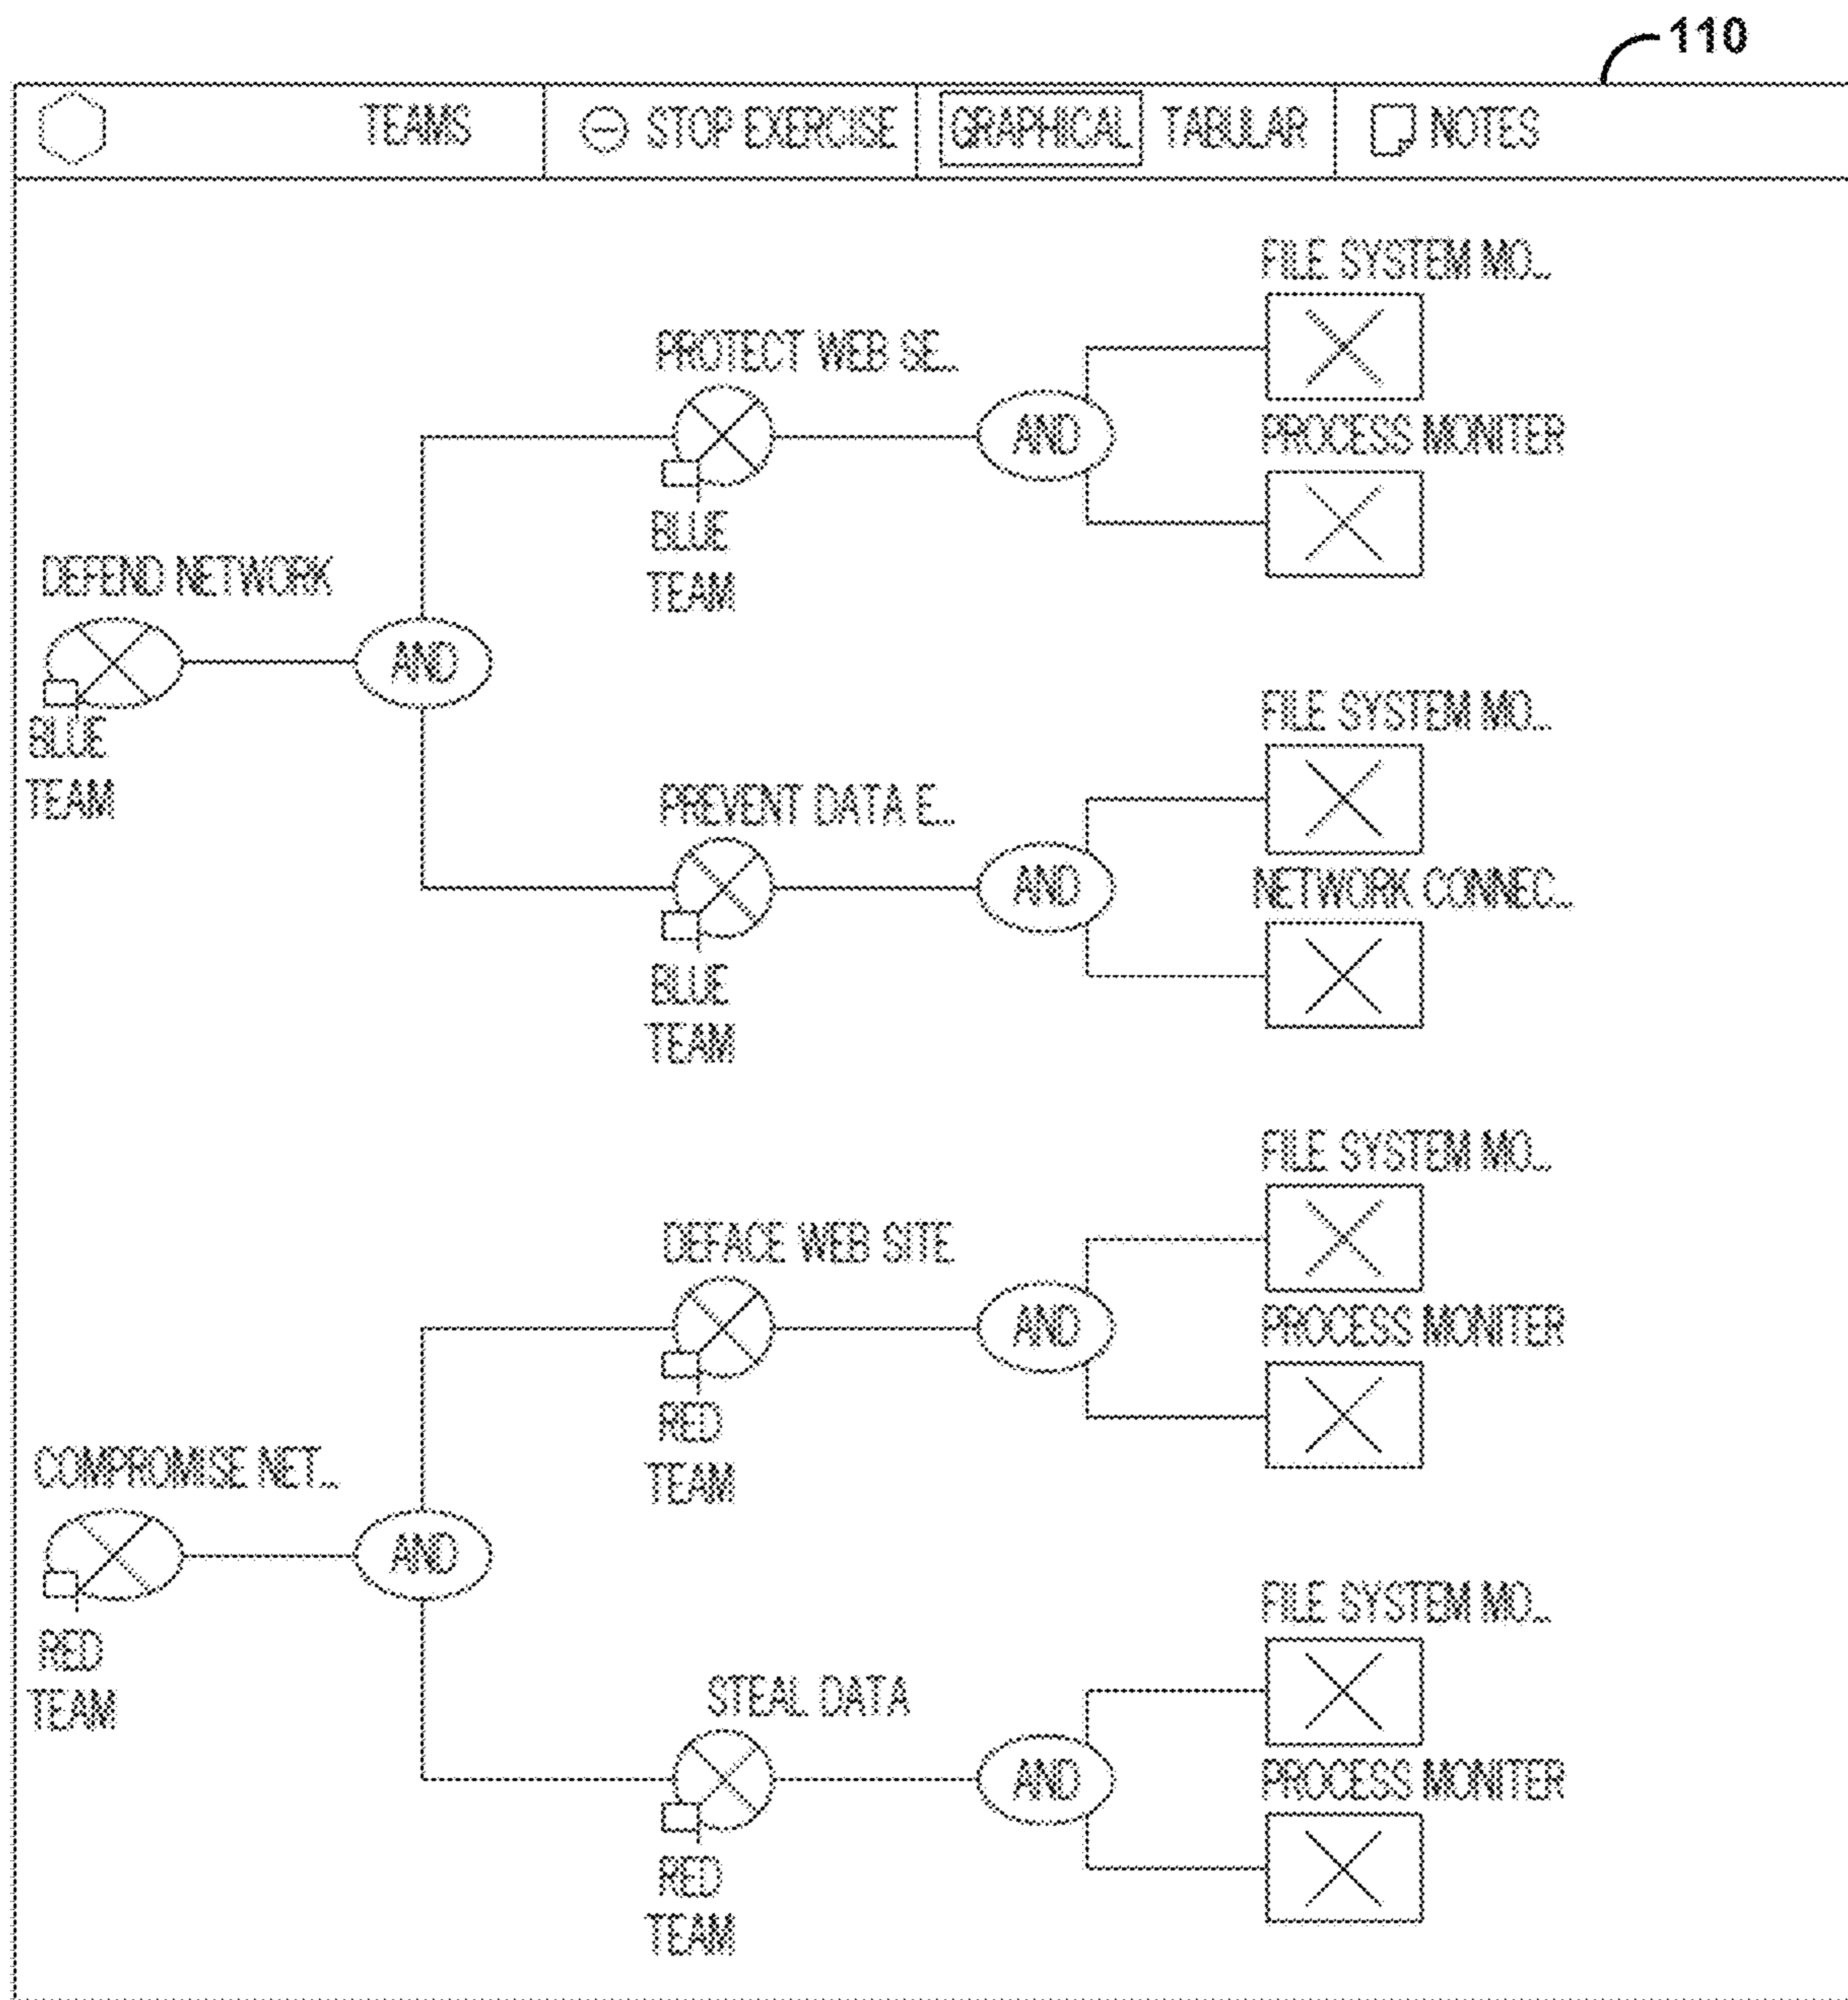 110
TEAMS STOP EXERCISE GRAPHICAL TABULAR NOTES
FILE SYSTEM MO...
PROTECT WEB SE...
AND
PROCESS MONITER
BLUE
TEAM
DEFEND NETWORK
AND
BLUE
TEAM
FILE SYSTEM MO...
PREVENT DATA E...
AND
NETWORK CONNEC...
BLUE
TEAM
FILE SYSTEM MO...
DEFACE WEB SITE
AND
PROCESS MONITER
RED
TEAM
COMPROMISE NET...
AND
RED
TEAM
FILE SYSTEM MO...
STEAL DATA
AND
PROCESS MONITER
RED
TEAM